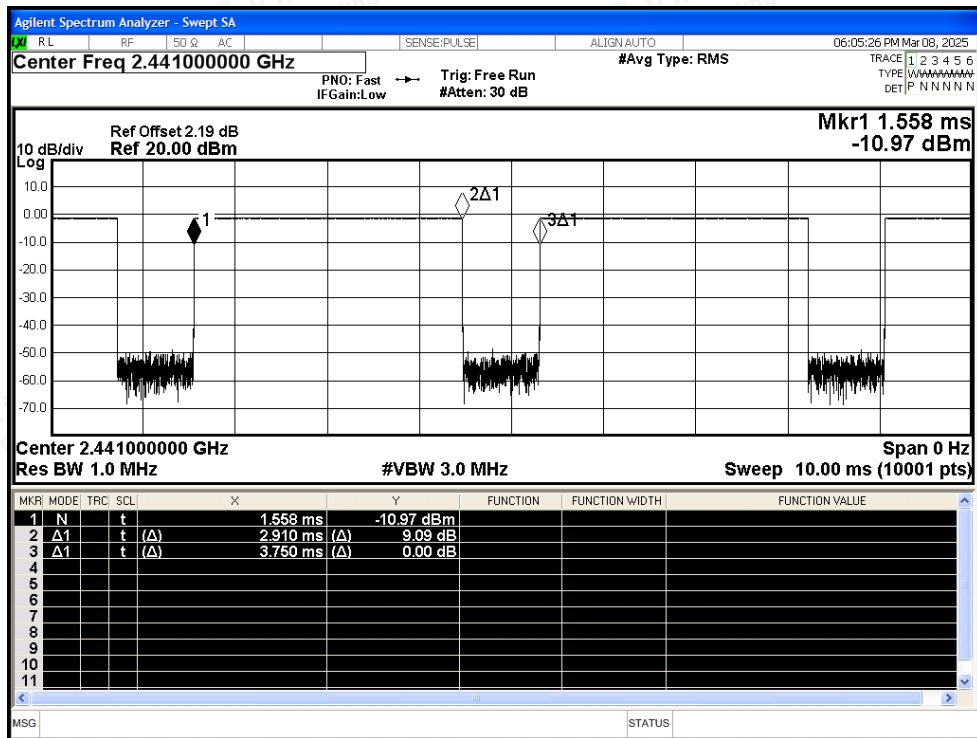 Agilent Spectrum Analyzer - Swept SA
LXI RL RF 50 Ω AC SENSE:PULSE ALIGN AUTO 06:05:26 PM Mar 08, 2025
Center Freq 2.441000000 GHz #Avg Type: RMS TRACE 1 2 3 4 5 6
PNO: Fast Trig: Free Run TYPE WWWWWW
IFGain:Low #Atten: 30 dB DET P N N N N N
Mkr1 1.558 ms
Ref Offset 2.19 dB
10 dB/div Ref 20.00 dBm -10.97 dBm
Log
10.0
0.00
-10.0
-20.0
-30.0
-40.0
-50.0
-60.0
-70.0
1
2Δ1
3Δ1
Center 2.441000000 GHz Span 0 Hz
Res BW 1.0 MHz #VBW 3.0 MHz Sweep 10.00 ms (10001 pts)
MKR MODE TRC SCL X Y FUNCTION FUNCTION WIDTH FUNCTION VALUE
1 N t 1.558 ms -10.97 dBm
2 Δ1 t (Δ) 2.910 ms (Δ) 9.09 dB
3 Δ1 t (Δ) 3.750 ms (Δ) 0.00 dB
4
5
6
7
8
9
10
11
MSG STATUS